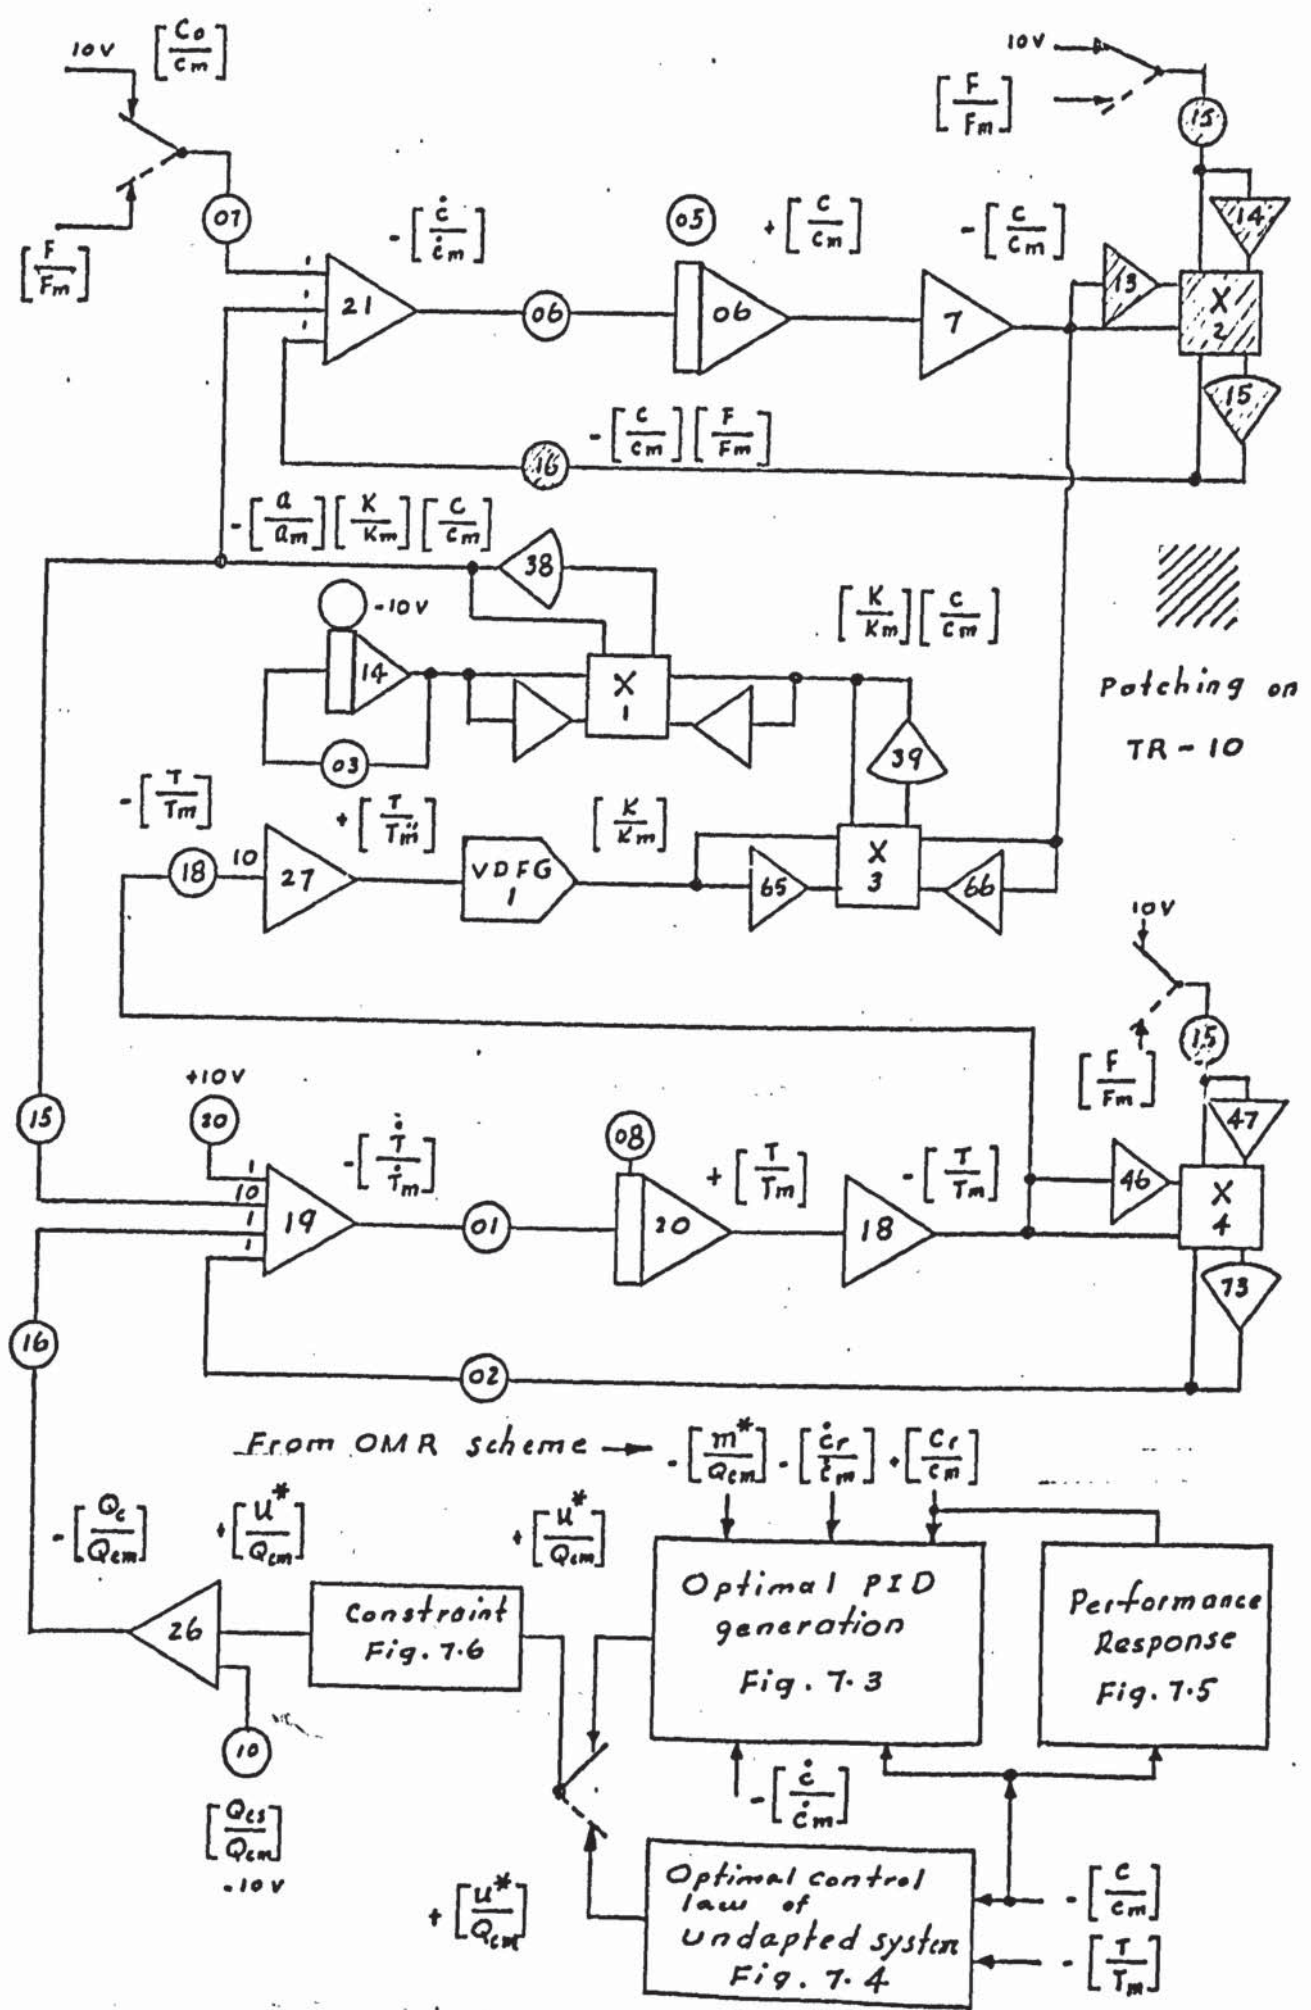 10V [C₀/cm]
[F/Fm]
07
21
-[ċ/ċm]
06
05
06
+[c/cm]
7
-[c/cm]
10V
[F/Fm]
15
14
13
X
2
15
16
-[c/cm][F/Fm]
-[a/am][K/Km][C/cm]
38
-10V
14
03
X
1
[K/Km][c/cm]
39
Patching on
TR-10
-[T/Tm]
18
10
27
+[T/Tm]
VDFG
1
[K/Km]
65
X
3
66
10V
[F/Fm]
15
47
46
X
4
73
15
+10V
20
1
10
1
1
19
-[Ṫ/Ṫm]
01
08
20
+[T/Tm]
18
-[T/Tm]
02
16
From OMR scheme
-[m*/Qcm] -[ċr/ċm] +[Cr/cm]
-[Qc/Qcm]
+[U*/Qcm]
+[u*/Qcm]
26
10
[Qcs/Qcm]
-10V
Constraint
Fig. 7.6
Optimal PID
generation
Fig. 7.3
Performance
Response
Fig. 7.5
-[ċ/ċm]
+[u*/Qcm]
Optimal control
law of
undapted system
Fig. 7.4
-[c/cm]
-[T/Tm]